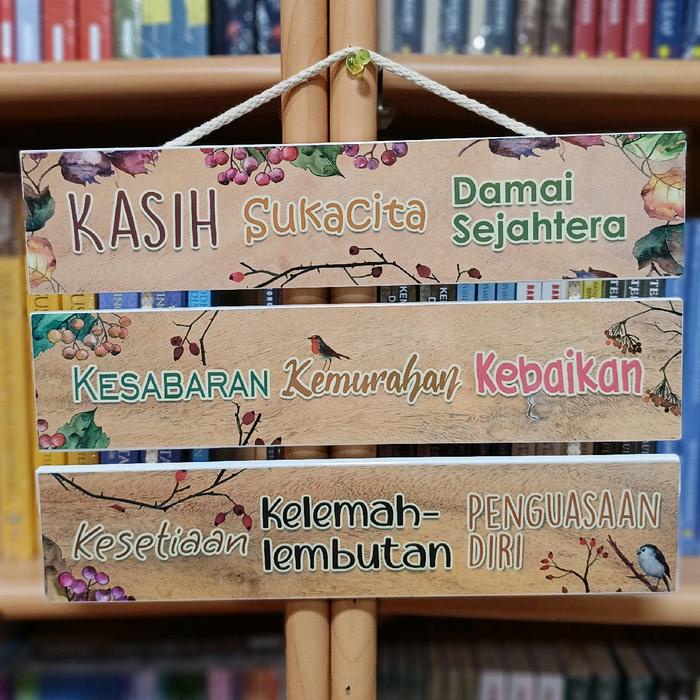 KASIH Sukacita Damai
Sejahtera
KESABARAN Kemurahan Kebaikan
Kesetiaan Kelemah- PENGUASAAN
lembutan DIRI